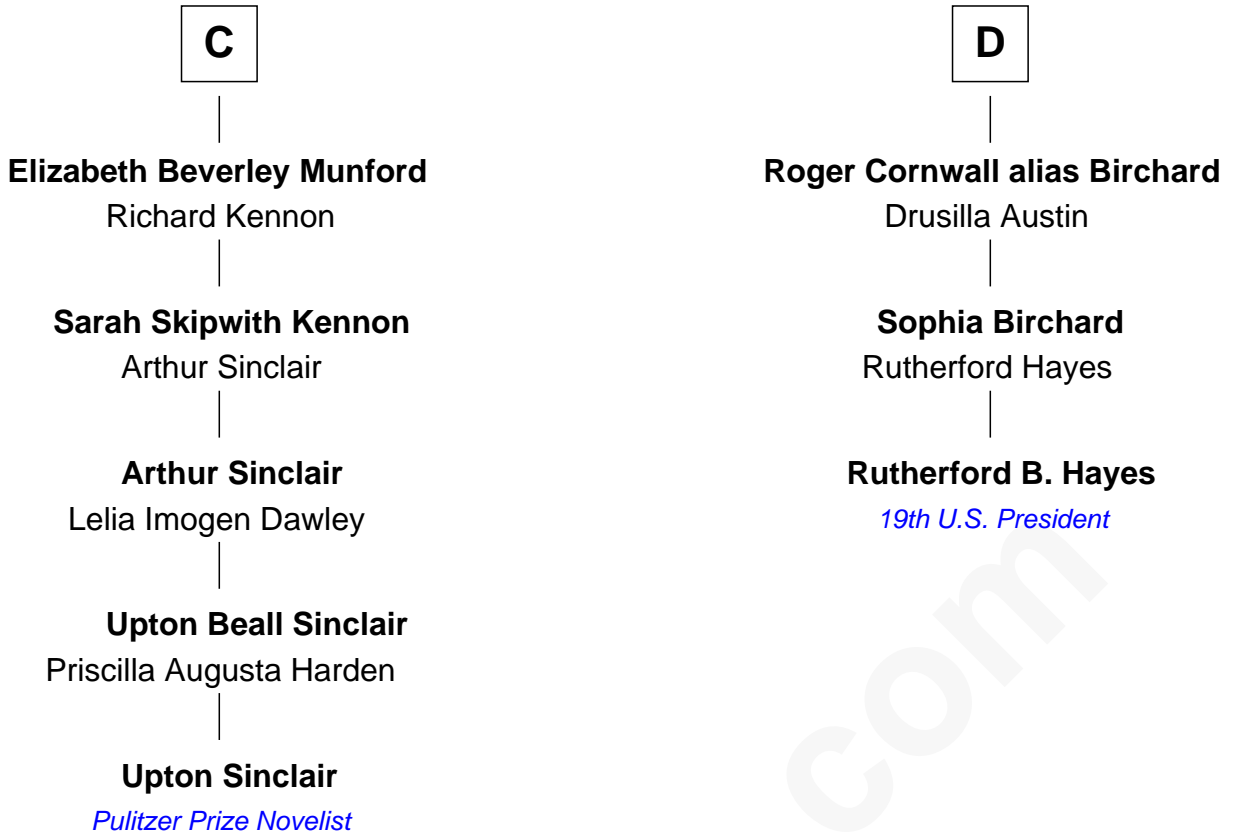 C
Elizabeth Beverley Munford
Richard Kennon
Sarah Skipwith Kennon
Arthur Sinclair
Arthur Sinclair
Lelia Imogen Dawley
Upton Beall Sinclair
Priscilla Augusta Harden
Upton Sinclair
Pulitzer Prize Novelist
D
Roger Cornwall alias Birchard
Drusilla Austin
Sophia Birchard
Rutherford Hayes
Rutherford B. Hayes
19th U.S. President
com